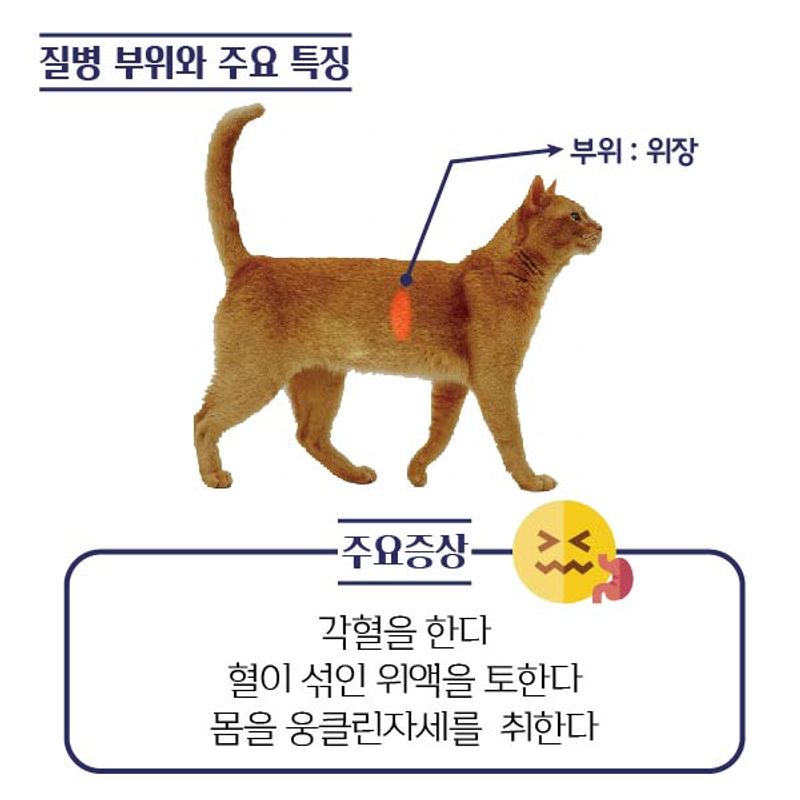 질병 부위와 주요 특징
부위 : 위장
주요증상
각혈을 한다
혈이 섞인 위액을 토한다
몸을 웅클린자세를 취한다